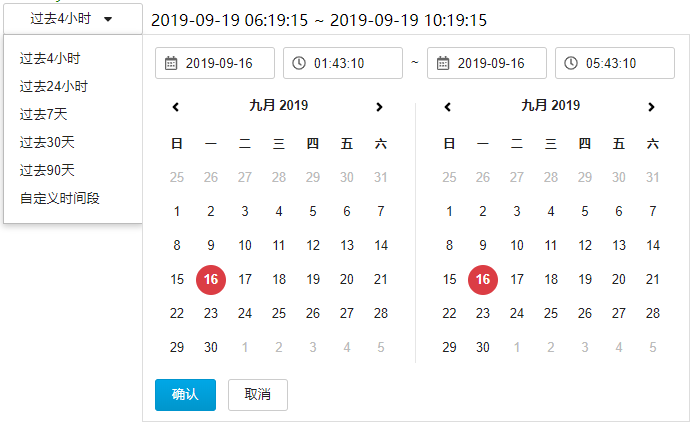 过去4小时
2019-09-19 06:19:15 ~ 2019-09-19 10:19:15
过去4小时
过去24小时
过去7天
过去30天
过去90天
自定义时间段
2019-09-16 01:43:10 ~ 2019-09-16 05:43:10
九月 2019
日 一 二 三 四 五 六
25 26 27 28 29 30 31
1 2 3 4 5 6 7
8 9 10 11 12 13 14
15 16 17 18 19 20 21
22 23 24 25 26 27 28
29 30 1 2 3 4 5
九月 2019
日 一 二 三 四 五 六
25 26 27 28 29 30 31
1 2 3 4 5 6 7
8 9 10 11 12 13 14
15 16 17 18 19 20 21
22 23 24 25 26 27 28
29 30 1 2 3 4 5
确认 取消